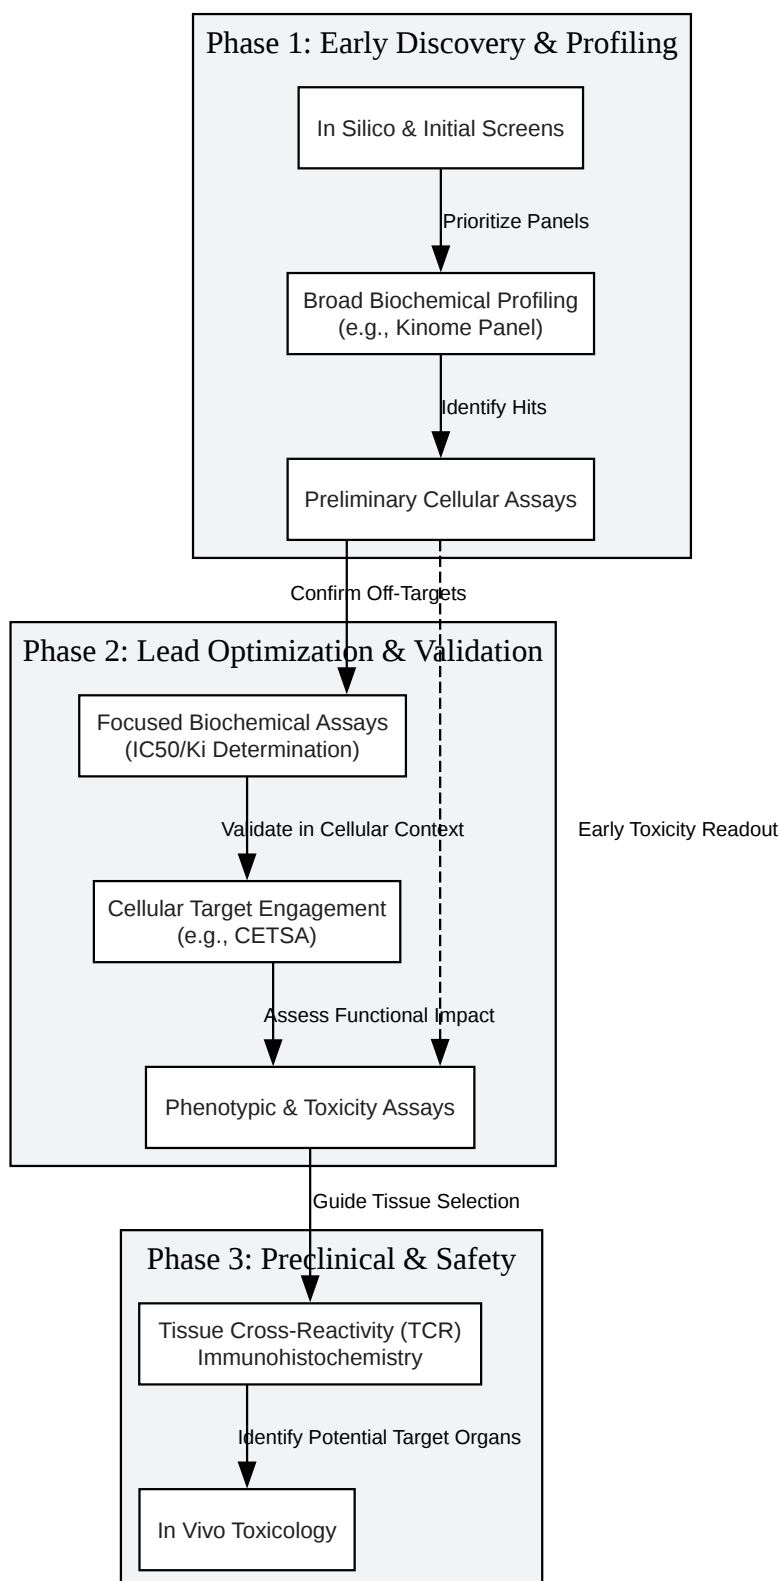 Phase 1: Early Discovery & Profiling
In Silico & Initial Screens
Prioritize Panels
Broad Biochemical Profiling
(e.g., Kinome Panel)
Identify Hits
Preliminary Cellular Assays
Confirm Off-Targets
Phase 2: Lead Optimization & Validation
Focused Biochemical Assays
(IC50/Ki Determination)
Validate in Cellular Context
Early Toxicity Readout
Cellular Target Engagement
(e.g., CETSA)
Assess Functional Impact
Phenotypic & Toxicity Assays
Guide Tissue Selection
Phase 3: Preclinical & Safety
Tissue Cross-Reactivity (TCR)
Immunohistochemistry
Identify Potential Target Organs
In Vivo Toxicology